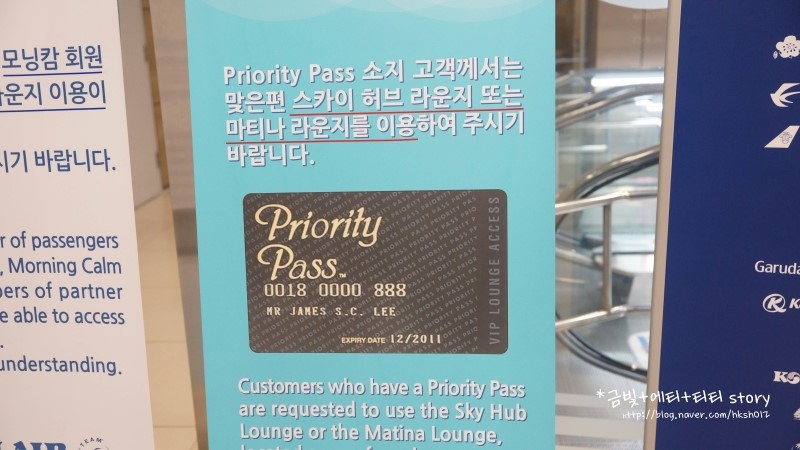 모닝캄 회원
라운지 이용이
시기 바랍니다.
er of passengers
, Morning Calm
bers of partner
e able to access
understanding.
Priority Pass 소지 고객께서는
맞은편 스카이 허브 라운지 또는
마티나 라운지를 이용하여 주시기
바랍니다.
Priority
Pass™
0018 0000 888
MR JAMES S.C. LEE
EXPIRY DATE 12/2011
VIP LOUNGE ACCESS
Customers who have a Priority Pass
are requested to use the Sky Hub
Lounge or the Matina Lounge,
Garuda
*금빛+에티+티티 story
http://blog.naver.com/hksh012